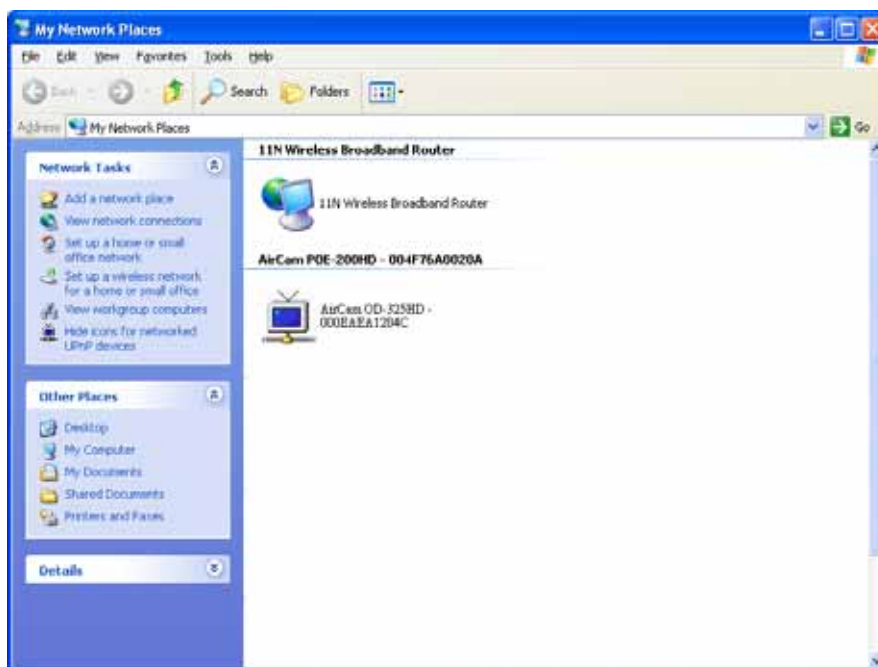 My Network Places
File Edit View Favorites Tools Help
Back Search Folders
Address My Network Places Go
Network Tasks
Add a network place
View network connections
Set up a home or small
office network
Set up a wireless network
for a home or small office
View workgroup computers
Hide icons for networked
UPnP devices
Other Places
Desktop
My Computer
My Documents
Shared Documents
Printers and Faxes
Details
11N Wireless Broadband Router
11N Wireless Broadband Router
AirCam POE-200HD - 004F76A0020A
AirCam OD-325HD -
000EAEA1204C